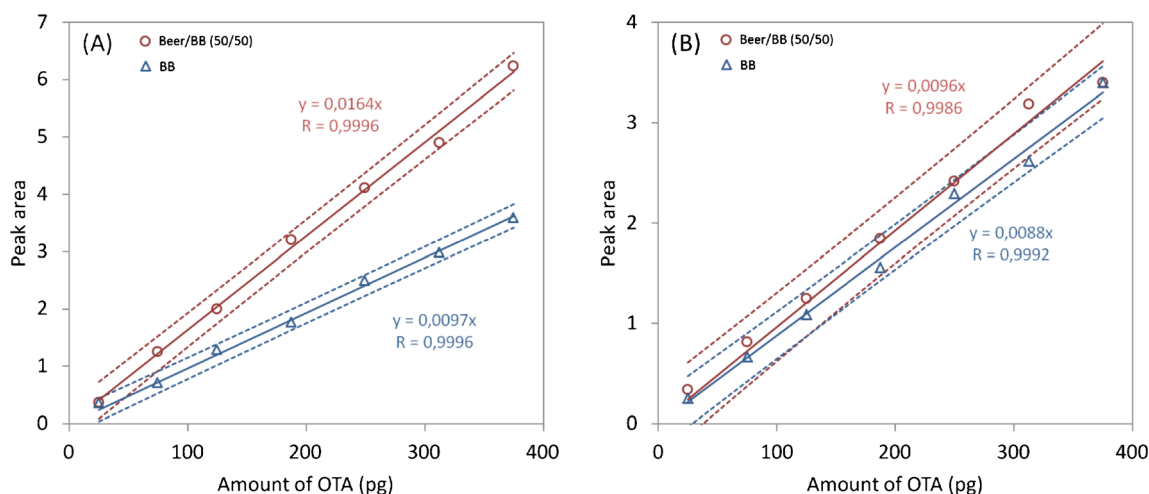 (A)
Beer/BB (50/50)
BB
y = 0,0164x
R = 0,9996
y = 0,0097x
R = 0,9996
Peak area
7
6
5
4
3
2
1
0
0 100 200 300 400
Amount of OTA (pg)
(B)
Beer/BB (50/50)
BB
y = 0,0096x
R = 0,9986
y = 0,0088x
R = 0,9992
Peak area
4
3
2
1
0
0 100 200 300 400
Amount of OTA (pg)